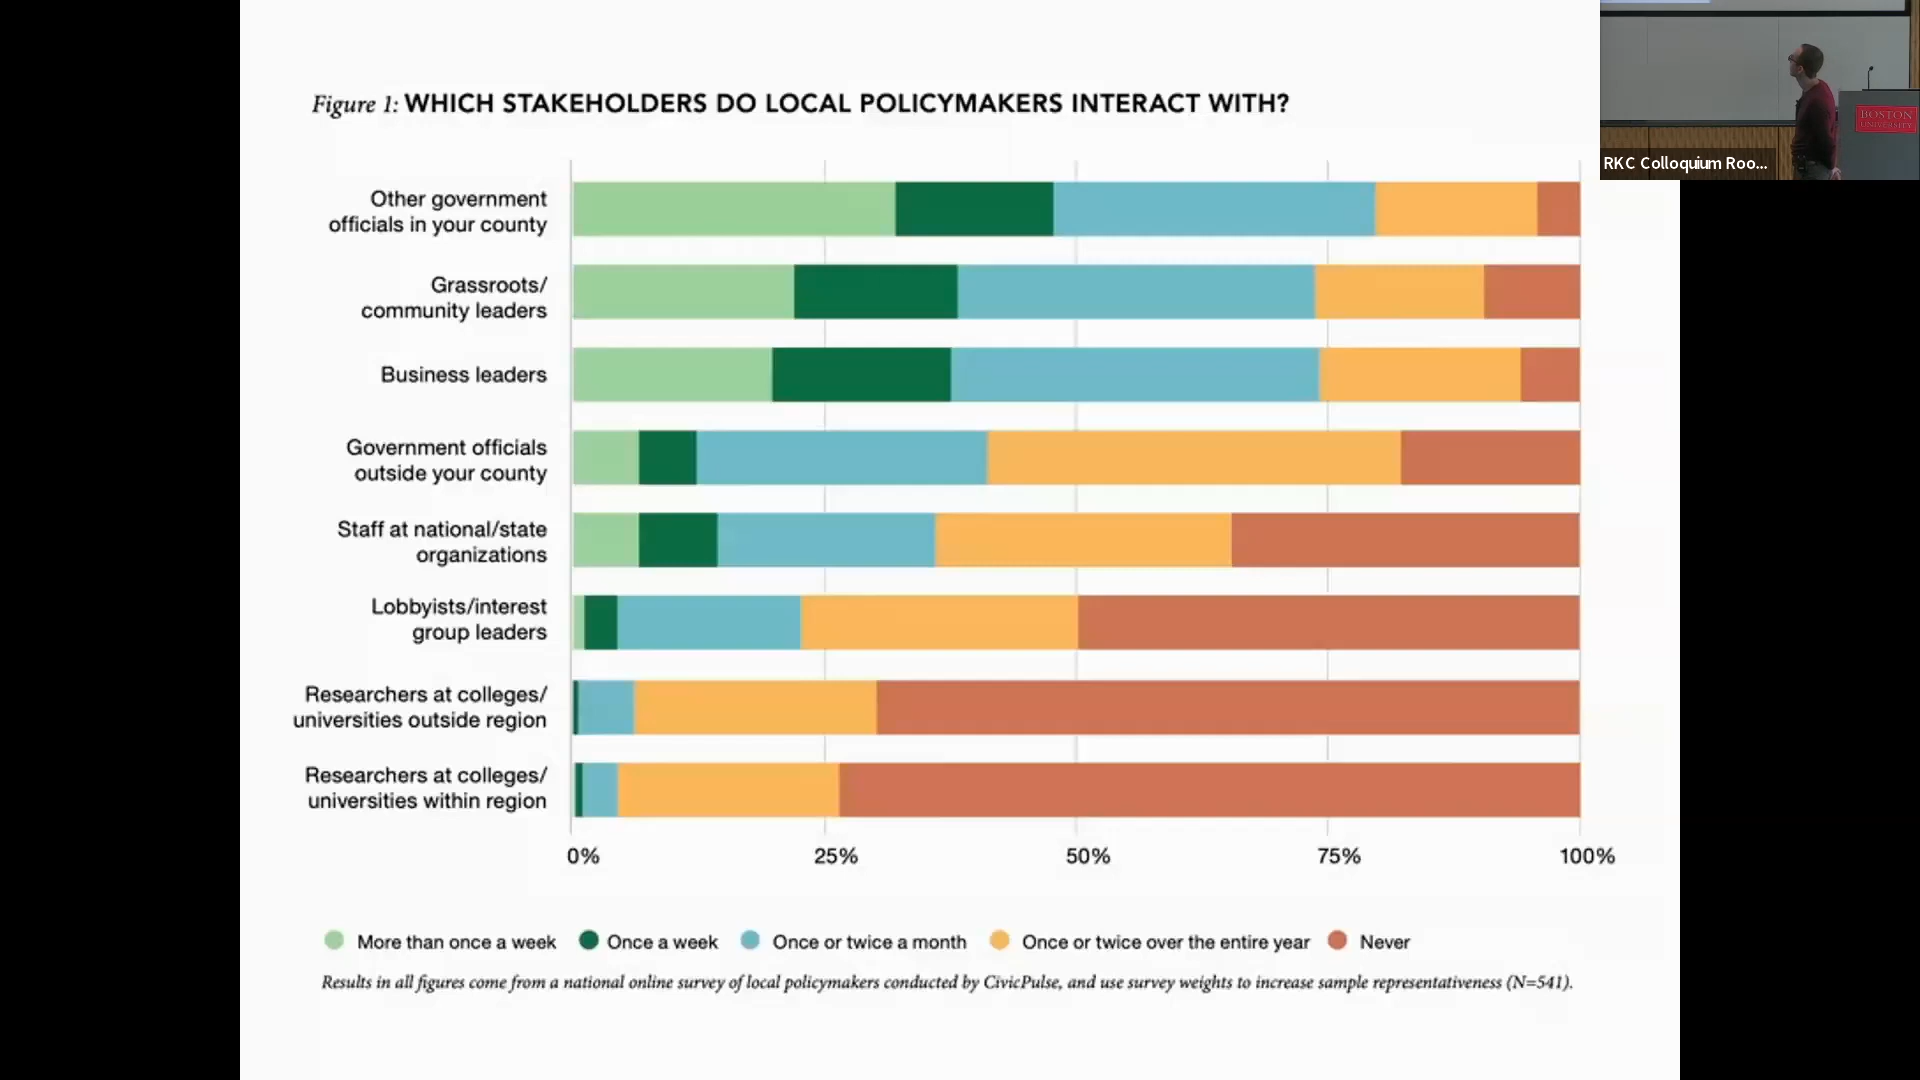 Figure 1: WHICH STAKEHOLDERS DO LOCAL POLICYMAKERS INTERACT WITH?
BOSTON
UNIVERSITY
RKC Colloquium Roo...
Other government
officials in your county
Grassroots/
community leaders
Business leaders
Government officials
outside your county
Staff at national/state
organizations
Lobbyists/interest
group leaders
Researchers at colleges/
universities outside region
Researchers at colleges/
universities within region
0% 25% 50% 75% 100%
More than once a week Once a week Once or twice a month Once or twice over the entire year Never
Results in all figures come from a national online survey of local policymakers conducted by CivicPulse, and use survey weights to increase sample representativeness (N=541).